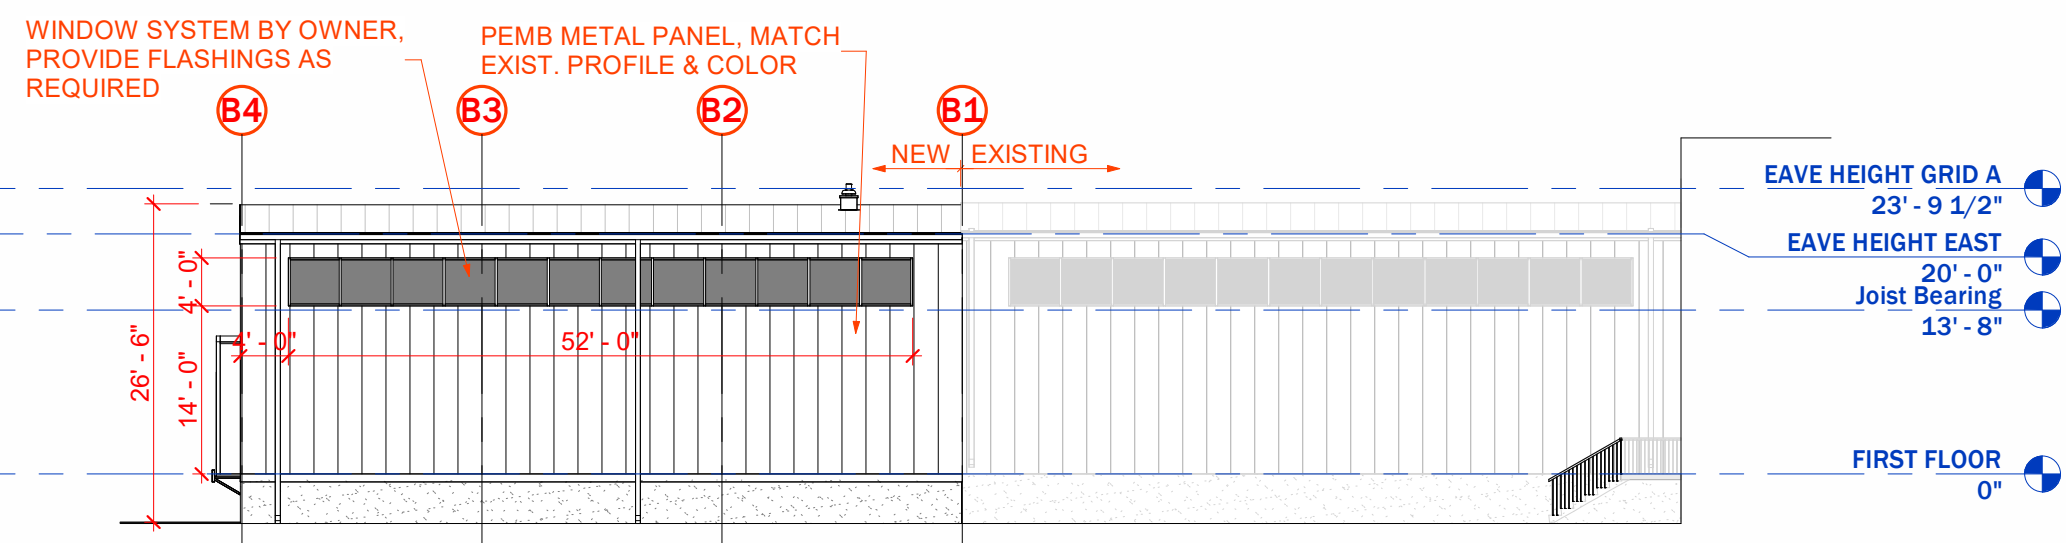 WINDOW SYSTEM BY OWNER,
PROVIDE FLASHINGS AS
REQUIRED
PEMB METAL PANEL, MATCH
EXIST. PROFILE & COLOR
B4
B3
B2
B1
NEW
EXISTING
EAVE HEIGHT GRID A
23' - 9 1/2"
EAVE HEIGHT EAST
20' - 0"
Joist Bearing
13' - 8"
FIRST FLOOR
0"
26' - 6"
4' - 0"
14' - 0"
4' - 0"
52' - 0"